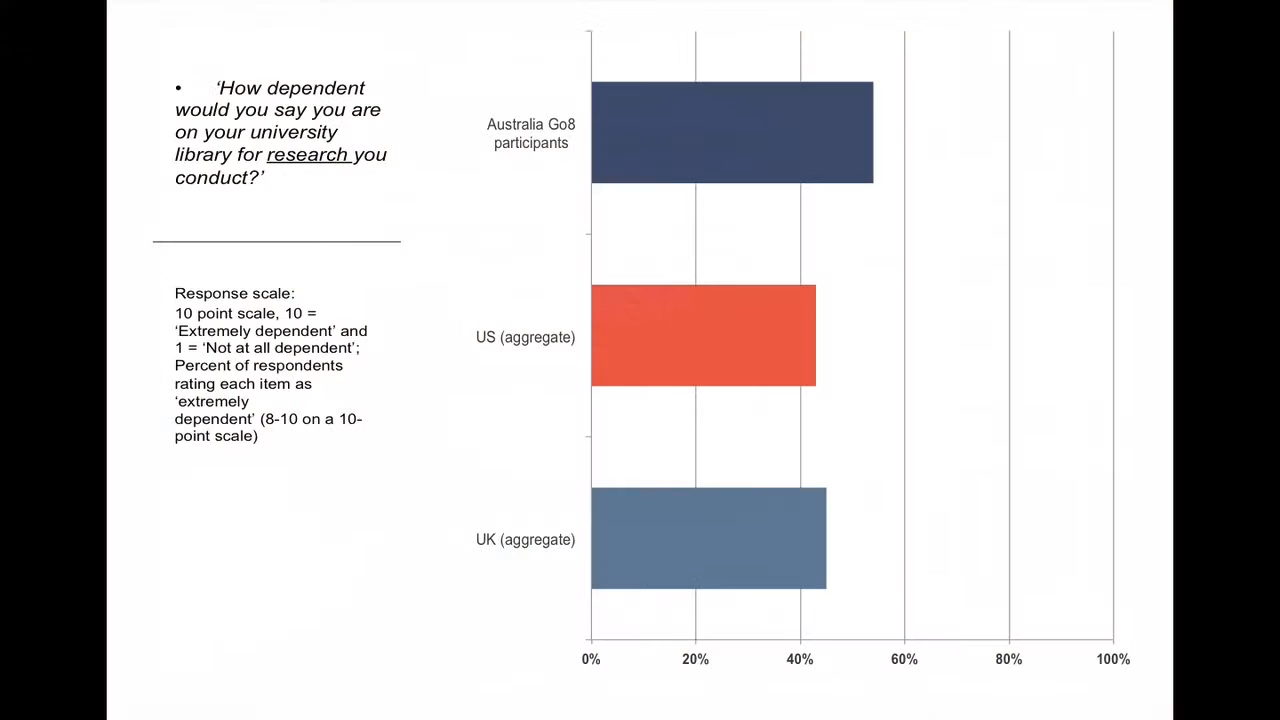 • ‘How dependent
would you say you are
on your university
library for research you
conduct?’
Response scale:
10 point scale, 10 =
‘Extremely dependent’ and
1 = ‘Not at all dependent’;
Percent of respondents
rating each item as
‘extremely
dependent’ (8-10 on a 10-
point scale)
Australia Go8
participants
US (aggregate)
UK (aggregate)
0% 20% 40% 60% 80% 100%